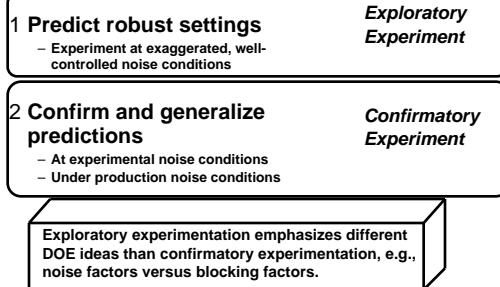 1 Predict robust settings
– Experiment at exaggerated, well-
controlled noise conditions
Exploratory
Experiment
2 Confirm and generalize
predictions
– At experimental noise conditions
– Under production noise conditions
Confirmatory
Experiment
Exploratory experimentation emphasizes different
DOE ideas than confirmatory experimentation, e.g.,
noise factors versus blocking factors.